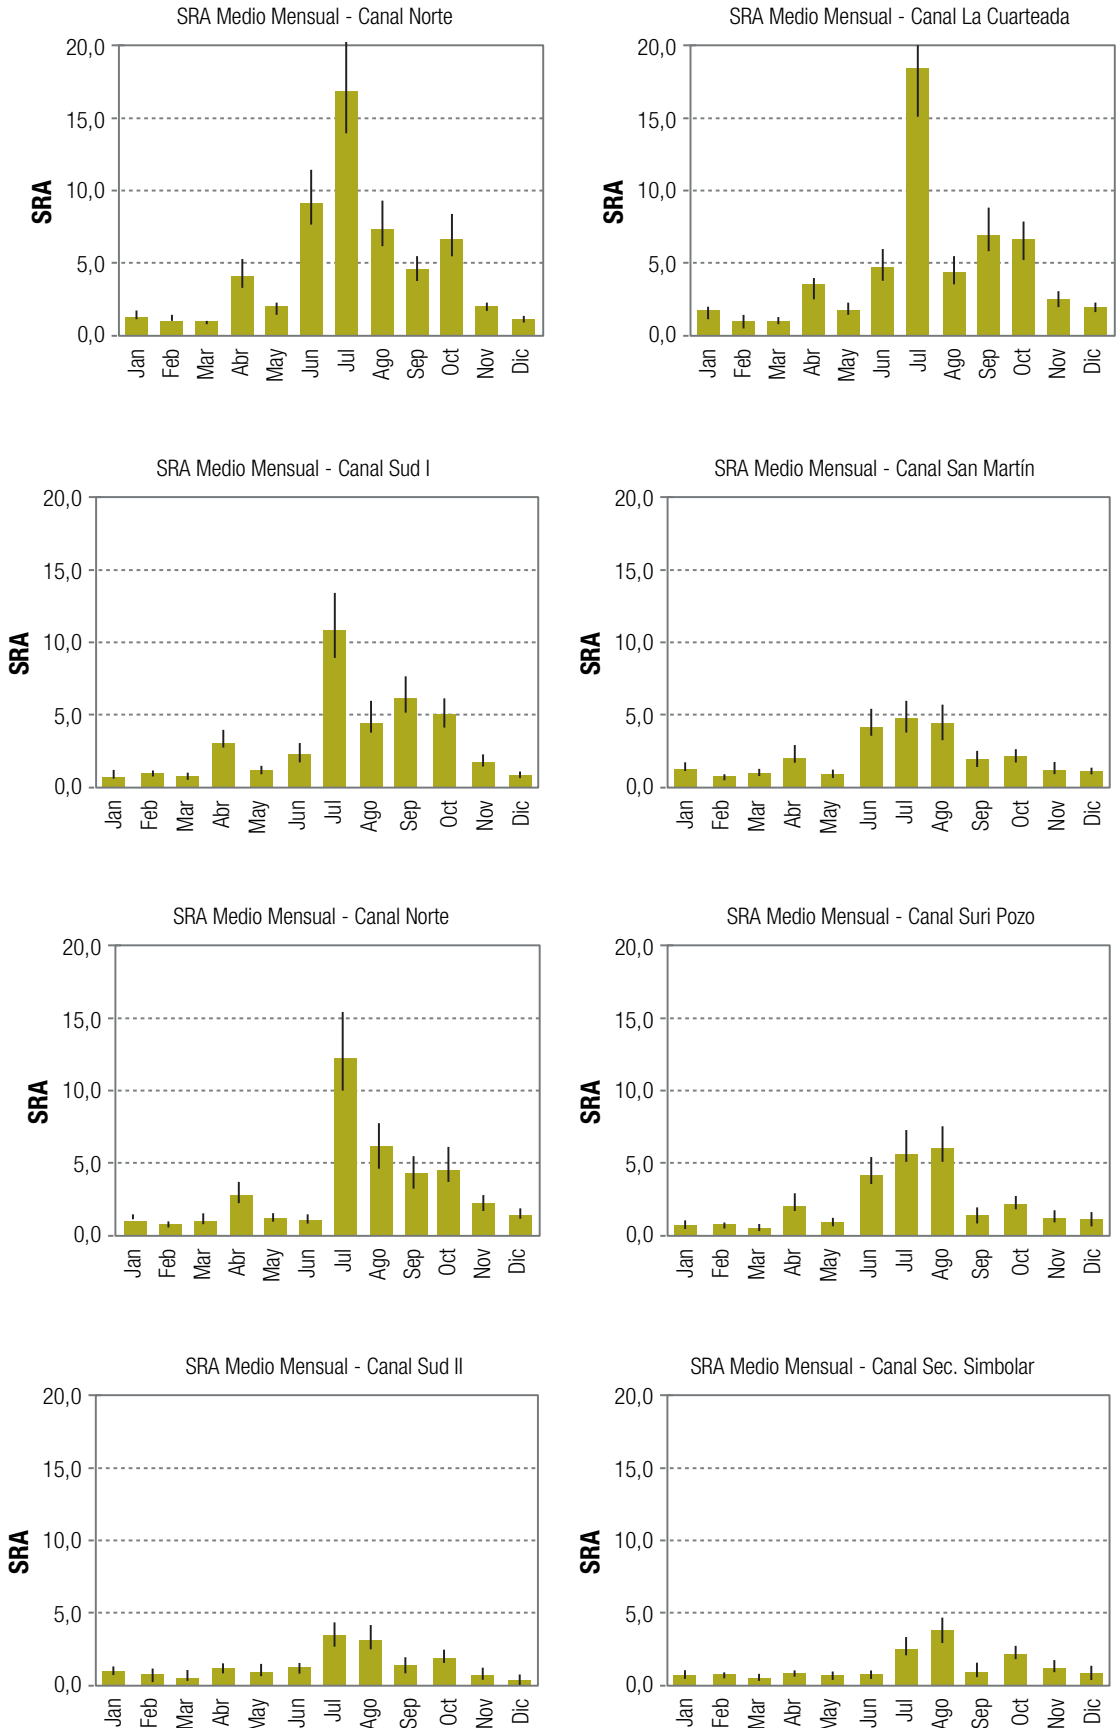 SRA Medio Mensual - Canal Norte
20,0
15,0
10,0
5,0
0,0
SRA
Jan Feb Mar Abr May Jun Jul Ago Sep Oct Nov Dic
SRA Medio Mensual - Canal La Cuarteada
20,0
15,0
10,0
5,0
0,0
SRA
Jan Feb Mar Abr May Jun Jul Ago Sep Oct Nov Dic
SRA Medio Mensual - Canal Sud I
20,0
15,0
10,0
5,0
0,0
SRA
Jan Feb Mar Abr May Jun Jul Ago Sep Oct Nov Dic
SRA Medio Mensual - Canal San Martín
20,0
15,0
10,0
5,0
0,0
SRA
Jan Feb Mar Abr May Jun Jul Ago Sep Oct Nov Dic
SRA Medio Mensual - Canal Norte
20,0
15,0
10,0
5,0
0,0
SRA
Jan Feb Mar Abr May Jun Jul Ago Sep Oct Nov Dic
SRA Medio Mensual - Canal Suri Pozo
20,0
15,0
10,0
5,0
0,0
SRA
Jan Feb Mar Abr May Jun Jul Ago Sep Oct Nov Dic
SRA Medio Mensual - Canal Sud II
20,0
15,0
10,0
5,0
0,0
SRA
Jan Feb Mar Abr May Jun Jul Ago Sep Oct Nov Dic
SRA Medio Mensual - Canal Sec. Simbolar
20,0
15,0
10,0
5,0
0,0
SRA
Jan Feb Mar Abr May Jun Jul Ago Sep Oct Nov Dic